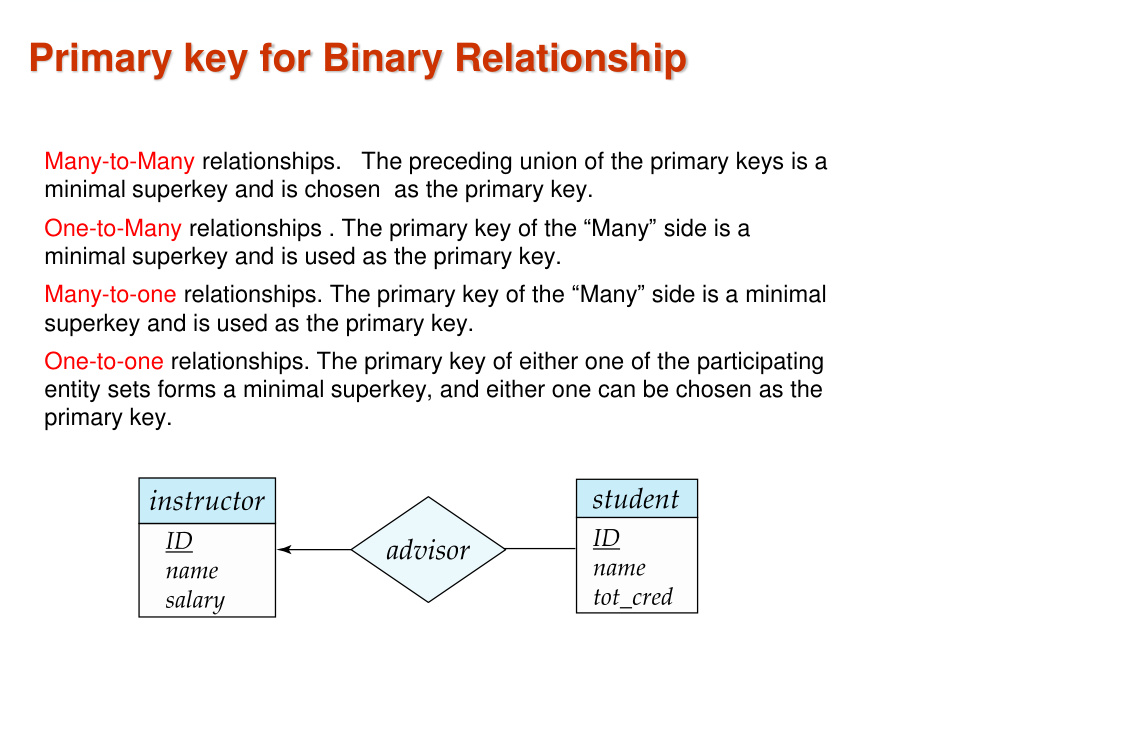 Primary key for Binary Relationship
Many-to-Many relationships.   The preceding union of the primary keys is a
minimal superkey and is chosen  as the primary key.
One-to-Many relationships . The primary key of the “Many” side is a
minimal superkey and is used as the primary key.
Many-to-one relationships. The primary key of the “Many” side is a minimal
superkey and is used as the primary key.
One-to-one relationships. The primary key of either one of the participating
entity sets forms a minimal superkey, and either one can be chosen as the
primary key.
instructor
ID
name
salary
advisor
student
ID
name
tot_cred